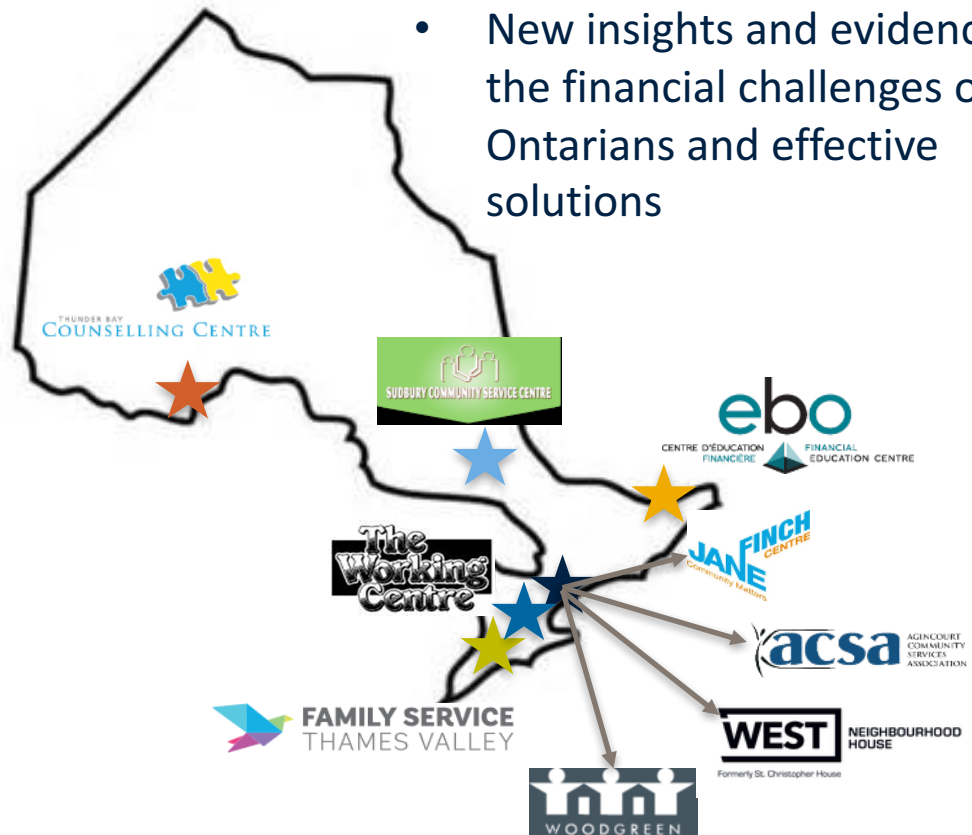 • New insights and evidenc
the financial challenges o
Ontarians and effective
solutions
THUNDER BAY
COUNSELLING CENTRE
SUDBURY COMMUNITY SERVICE CENTRE
ebo
CENTRE D'ÉDUCATION FINANCIÈRE
FINANCIAL EDUCATION CENTRE
The
Working
Centre
JANE FINCH
CENTRE
Community Matters
acsa
AGINCOURT
COMMUNITY
SERVICES
ASSOCIATION
FAMILY SERVICE
THAMES VALLEY
WEST NEIGHBOURHOOD
HOUSE
Formerly St. Christopher House
WOODGREEN